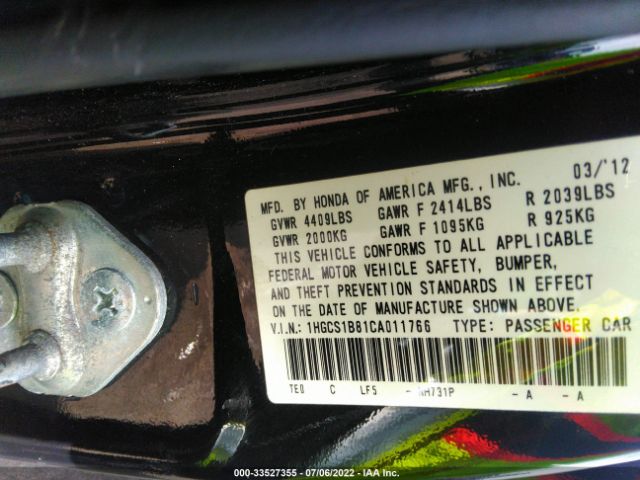 MFD. BY HONDA OF AMERICA MFG., INC. 03/'12
GVWR 4409LBS GAWR F 2414LBS R 2039LBS
GVWR 2000KG GAWR F 1095KG R 925KG
THIS VEHICLE CONFORMS TO ALL APPLICABLE
FEDERAL MOTOR VEHICLE SAFETY, BUMPER,
AND THEFT PREVENTION STANDARDS IN EFFECT
ON THE DATE OF MANUFACTURE SHOWN ABOVE.
V.I.N.: 1HGCS1B81CA011766 TYPE: PASSENGER CAR
TE0 C LF5 NH731P -A -A
000-33527355 - 07/06/2022 - IAA Inc.